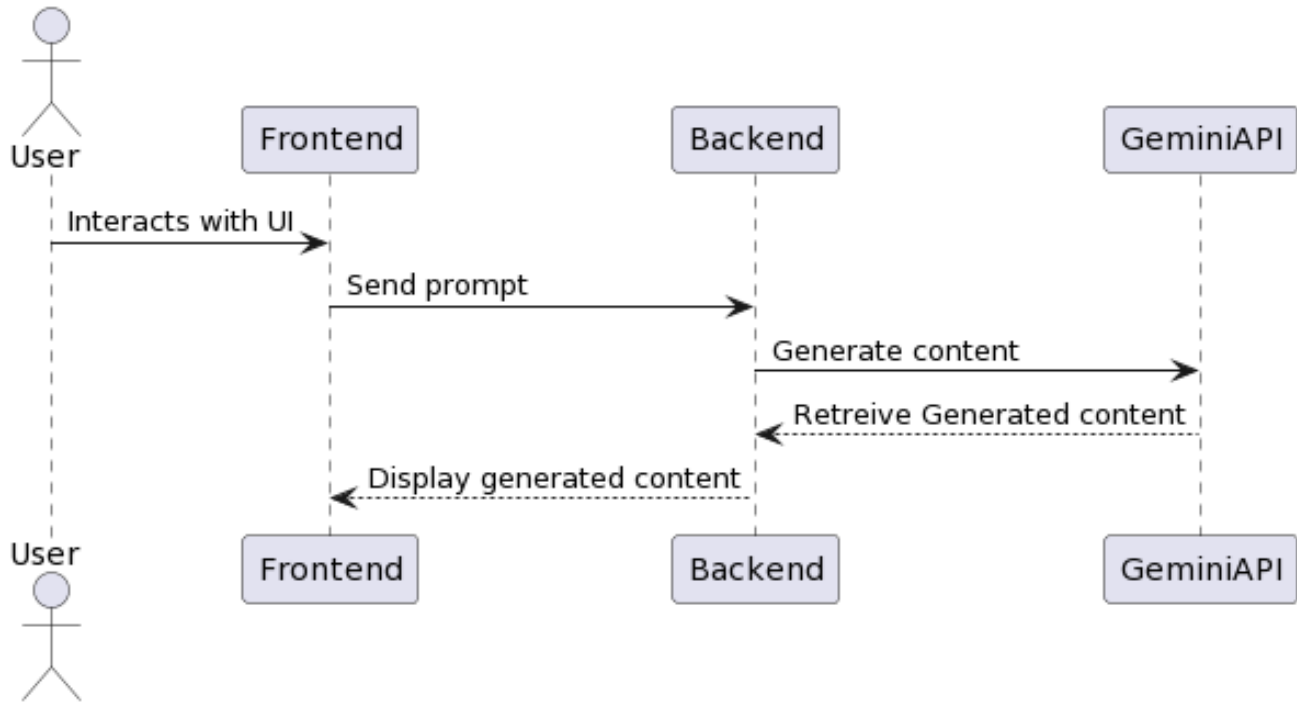 User
Frontend
Backend
GeminiAPI
Interacts with UI
Send prompt
Generate content
Retreive Generated content
Display generated content
User
Frontend
Backend
GeminiAPI